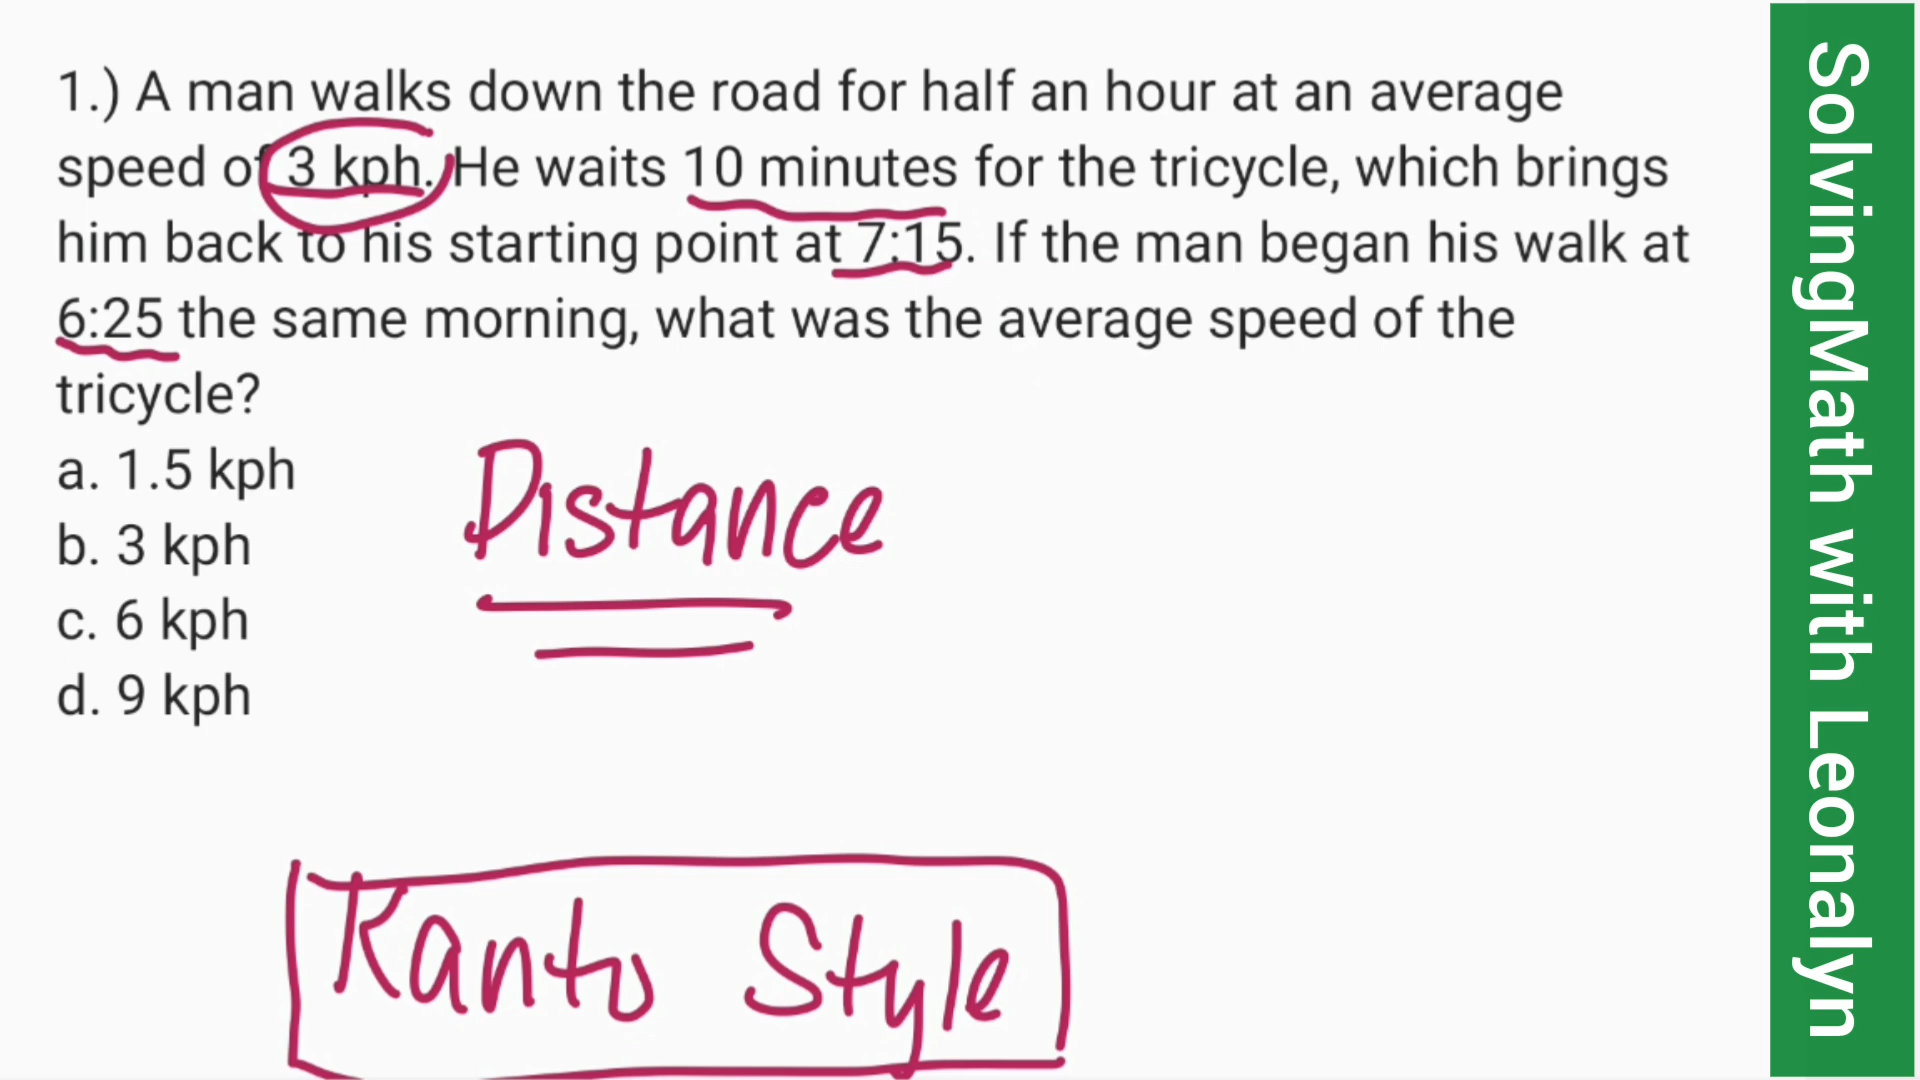 1.) A man walks down the road for half an hour at an average
speed of 3 kph. He waits 10 minutes for the tricycle, which brings
him back to his starting point at 7:15. If the man began his walk at
6:25 the same morning, what was the average speed of the
tricycle?
a. 1.5 kph
b. 3 kph
c. 6 kph
d. 9 kph
Distance
Kanto Style
SolvingMath with Leonalyn